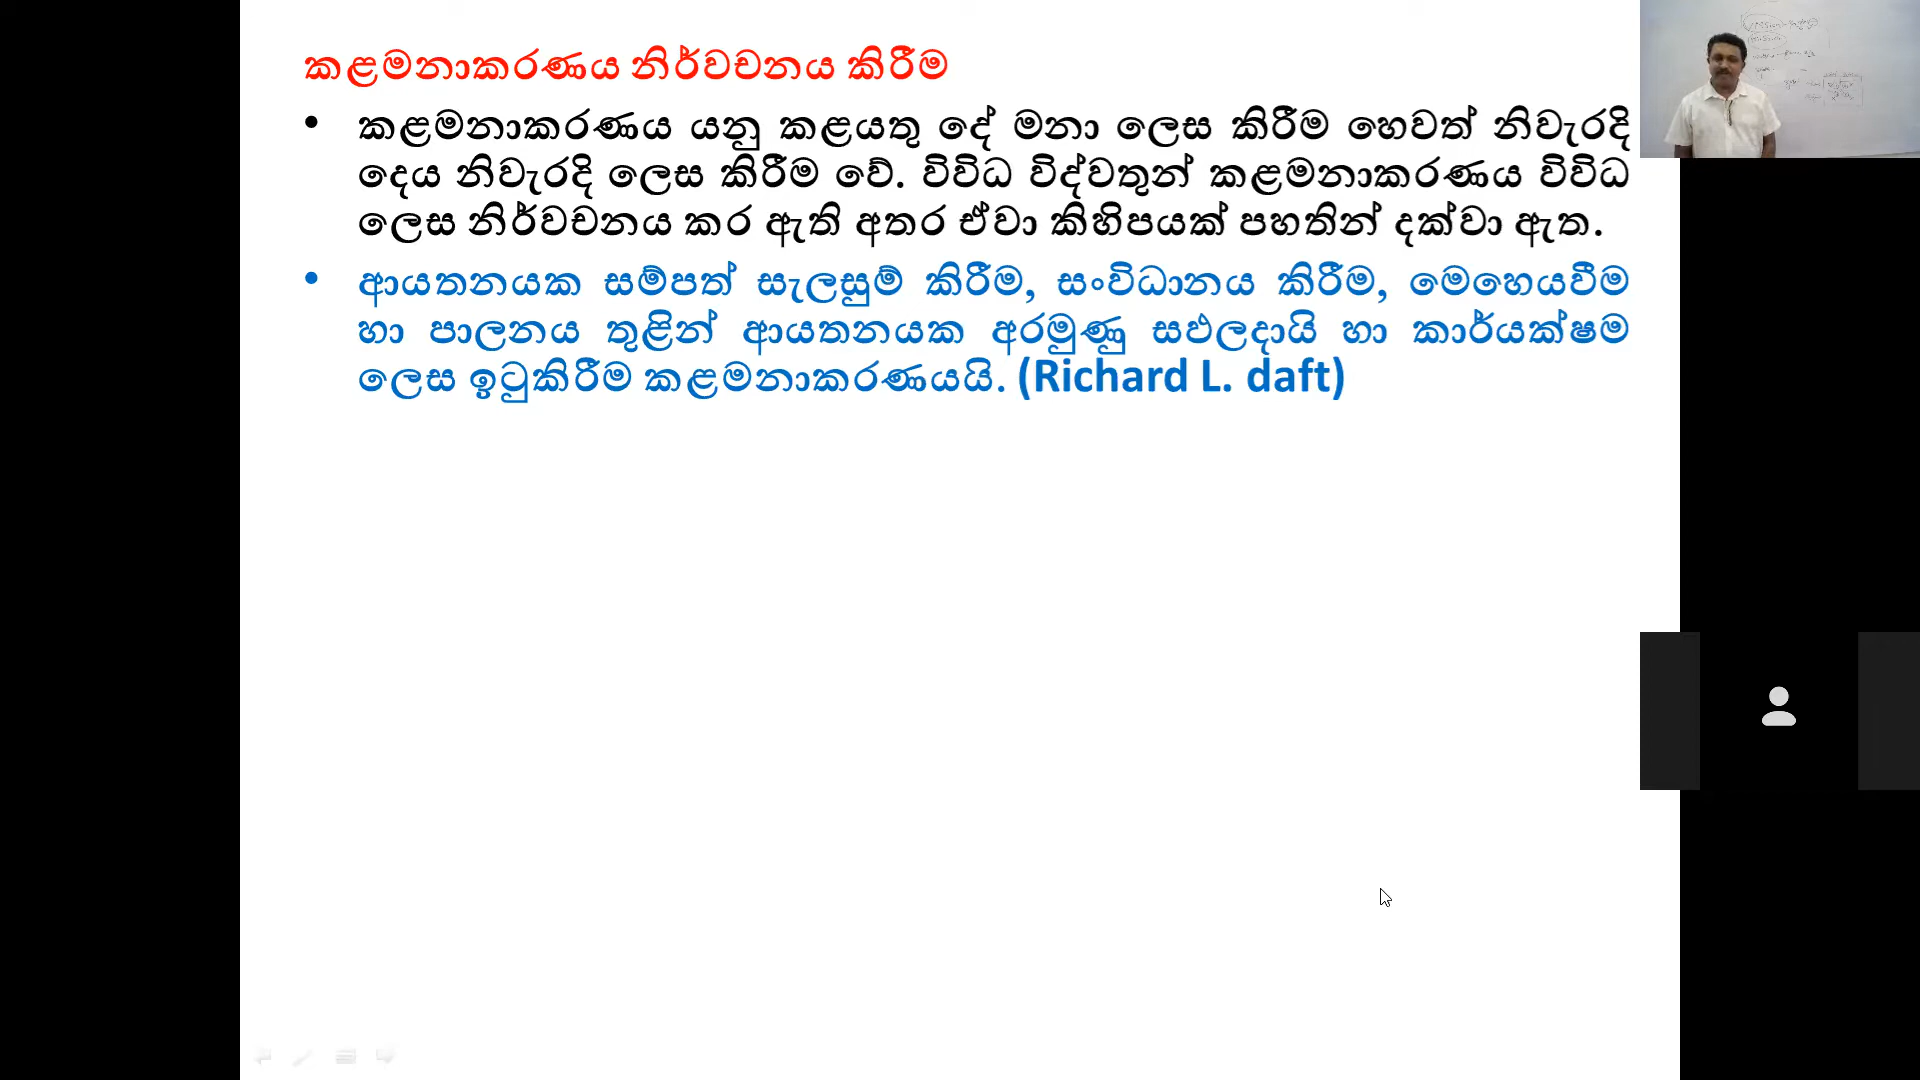 කළමනාකරණය නිර්වචනය කිරීම
• කළමනාකරණය යනු කළයතු දේ මනා ලෙස කිරීම හෙවත් නිවැරදි
දෙය නිවැරදි ලෙස කිරීම වේ. විවිධ විද්වතුන් කළමනාකරණය විවිධ
ලෙස නිර්වචනය කර ඇති අතර ඒවා කිහිපයක් පහතින් දක්වා ඇත.
• ආයතනයක සම්පත් සැලසුම් කිරීම, සංවිධානය කිරීම, මෙහෙයවීම
හා පාලනය තුළින් ආයතනයක අරමුණු සඵලදායි හා කාර්යක්ෂම
ලෙස ඉටුකිරීම කළමනාකරණයයි. (Richard L. daft)